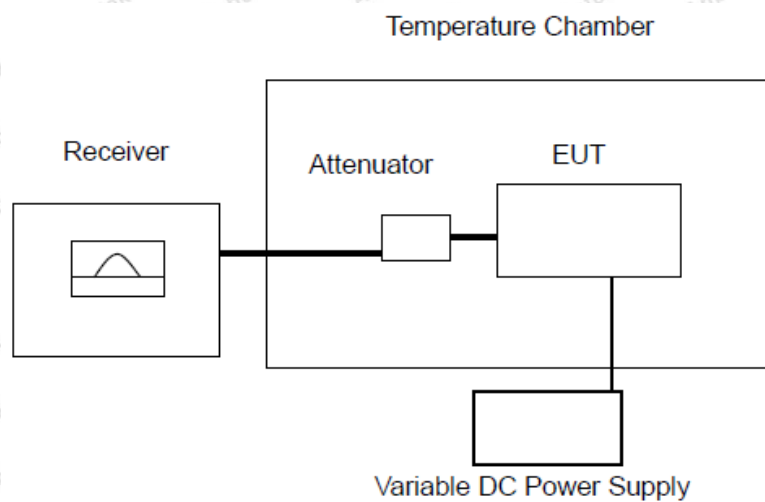 Temperature Chamber
Receiver
Attenuator
EUT
Variable DC Power Supply